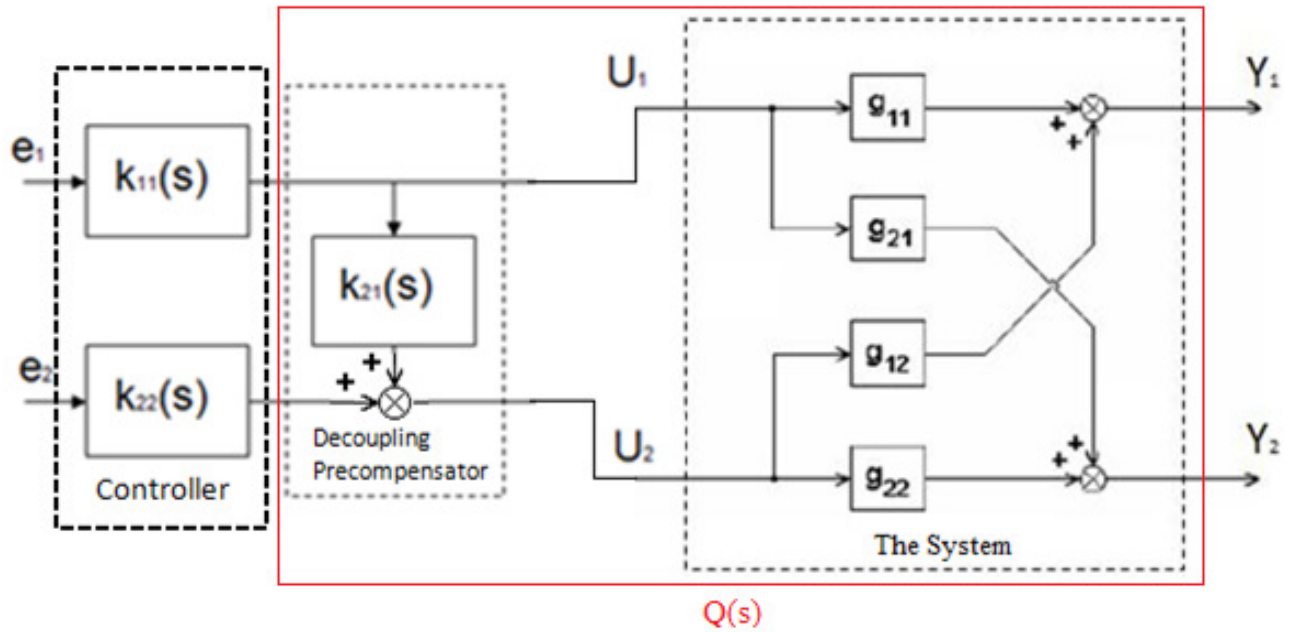 U₁
Y₁
g₁₁
+
+
e₁
k₁₁(s)
g₂₁
k₂₁(s)
+
+
g₁₂
e₂
k₂₂(s)
Decoupling
Precompensator
U₂
+
+
Y₂
g₂₂
Controller
The System
Q(s)